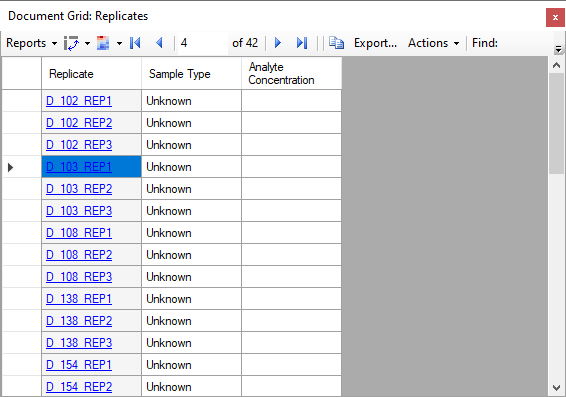 Document Grid: Replicates
x
Reports 4 of 42 Export... Actions Find:
Replicate Sample Type Analyte Concentration
D_102_REP1 Unknown
D_102_REP2 Unknown
D_102_REP3 Unknown
D_103_REP1 Unknown
D_103_REP2 Unknown
D_103_REP3 Unknown
D_108_REP1 Unknown
D_108_REP2 Unknown
D_108_REP3 Unknown
D_138_REP1 Unknown
D_138_REP2 Unknown
D_138_REP3 Unknown
D_154_REP1 Unknown
D_154_REP2 Unknown